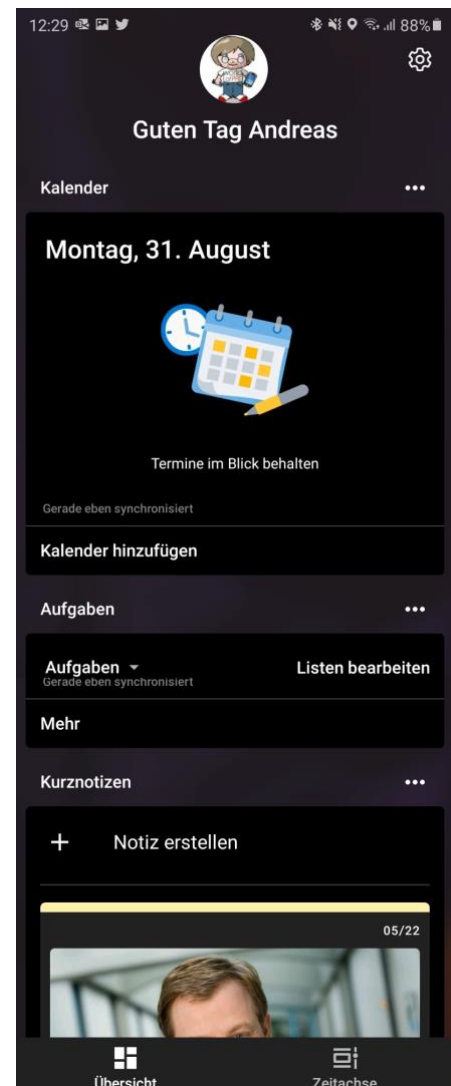 12:29 88%
Guten Tag Andreas
Kalender
Montag, 31. August
Termine im Blick behalten
Gerade eben synchronisiert
Kalender hinzufügen
Aufgaben
Aufgaben Listen bearbeiten
Gerade eben synchronisiert
Mehr
Kurznotizen
+ Notiz erstellen
05/22
Übersicht Zeitachse